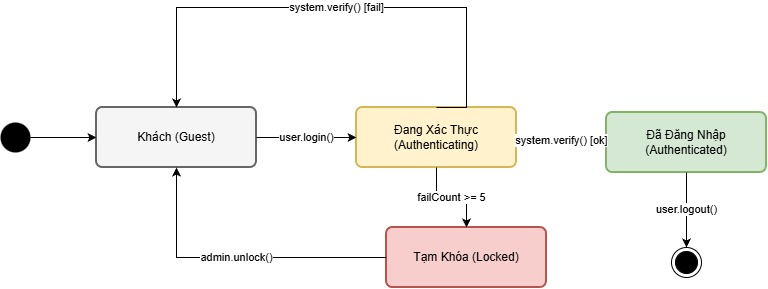 system.verify() [fail]
Khách (Guest)
user.login()
Đang Xác Thực
(Authenticating)
system.verify() [ok]
Đã Đăng Nhập
(Authenticated)
failCount >= 5
user.logout()
admin.unlock()
Tạm Khóa (Locked)